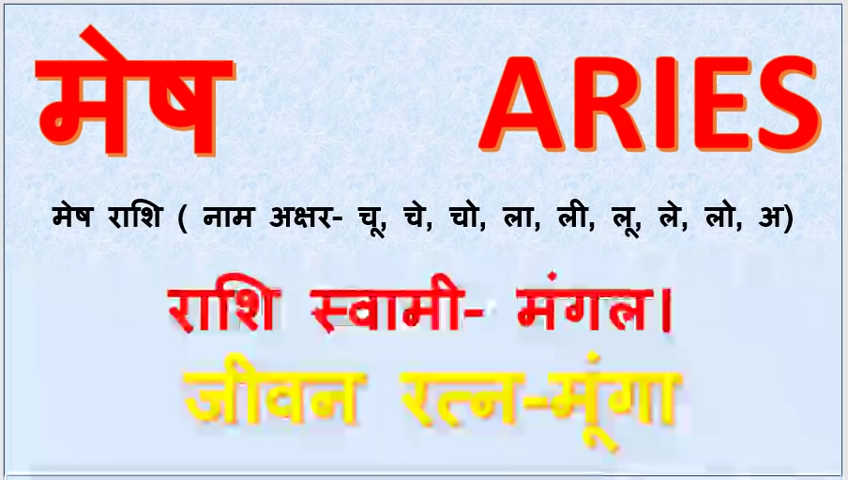 मेष ARIES
मेष राशि ( नाम अक्षर- चू, चे, चो, ला, ली, लू, ले, लो, अ)
राशि स्वामी- मंगल।
जीवन रत्न-मूंगा